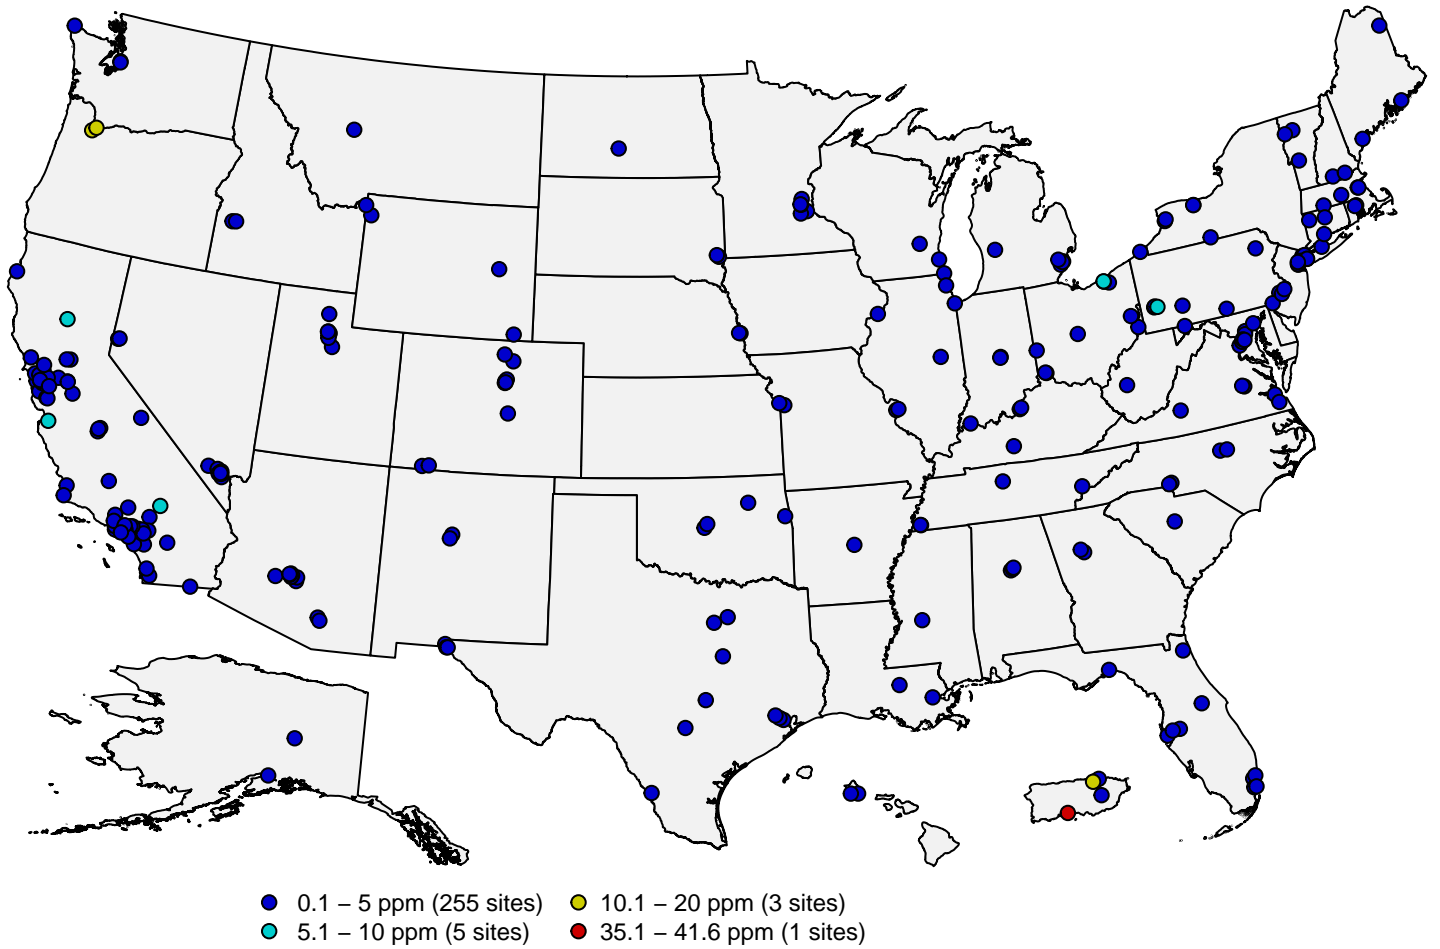 0.1 − 5 ppm (255 sites)
10.1 − 20 ppm (3 sites)
5.1 − 10 ppm (5 sites)
35.1 − 41.6 ppm (1 sites)